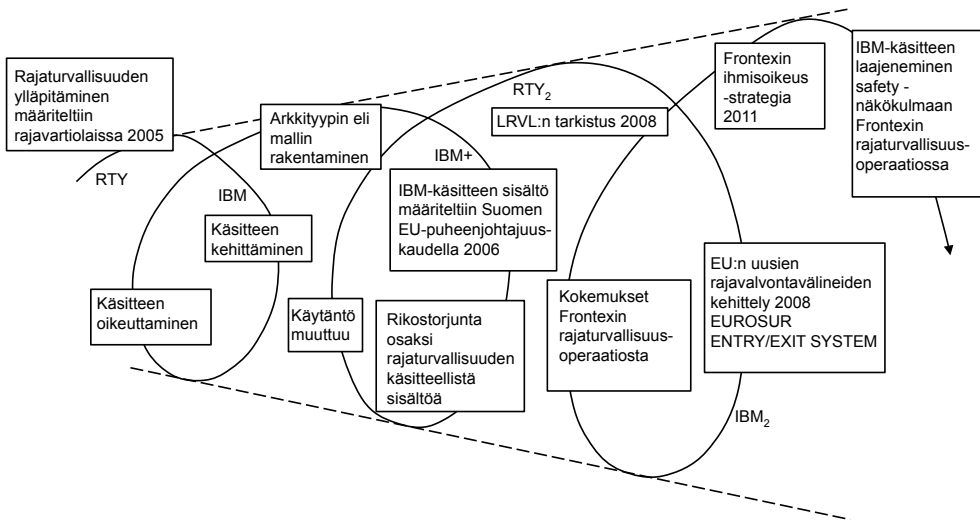 Rajaturvallisuuden
ylläpitäminen
määriteltiin
rajavartiolaissa 2005
RTY
IBM
Käsitteen
kehittäminen
Käsitteen
oikeuttaminen
Arkkityypin eli
mallin
rakentaminen
IBM+
IBM-käsitteen sisältö
määriteltiin Suomen
EU-puheenjohtajuus-
kaudella 2006
Käytäntö
muuttuu
Rikostorjunta
osaksi
rajaturvallisuuden
käsitteellistä
sisältöä
RTY2
LRVL:n tarkistus 2008
Kokemukset
Frontexin
rajaturvallisuus-
operaatiosta
Frontexin
ihmisoikeus
-strategia
2011
EU:n uusien
rajavalvontavälineiden
kehittely 2008
EUROSUR
ENTRY/EXIT SYSTEM
IBM2
IBM-käsitteen
laajeneminen
safety -
näkökulmaan
Frontexin
rajaturvallisuus-
operaatiossa